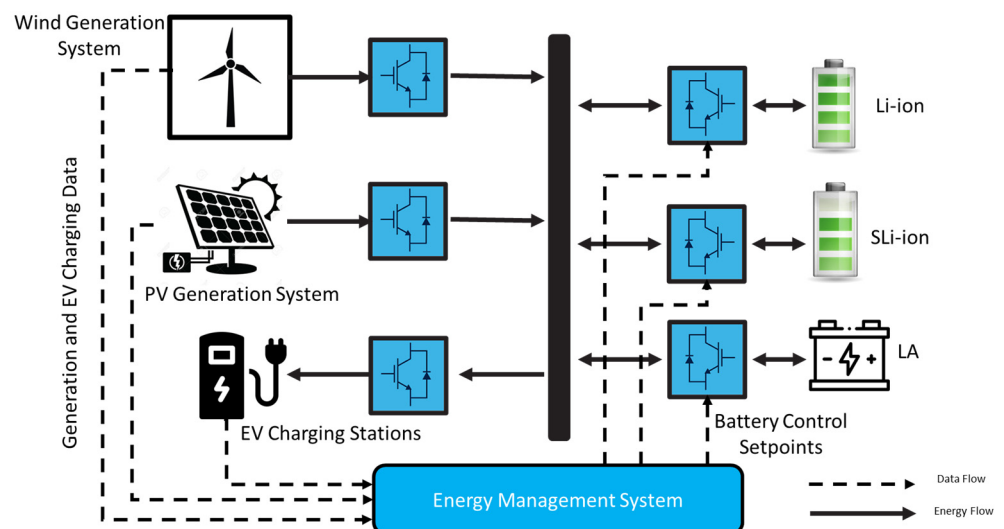 Wind Generation
System
Generation and EV Charging Data
PV Generation System
EV Charging Stations
Li-ion
SLi-ion
LA
Battery Control
Setpoints
Energy Management System
Data Flow
Energy Flow